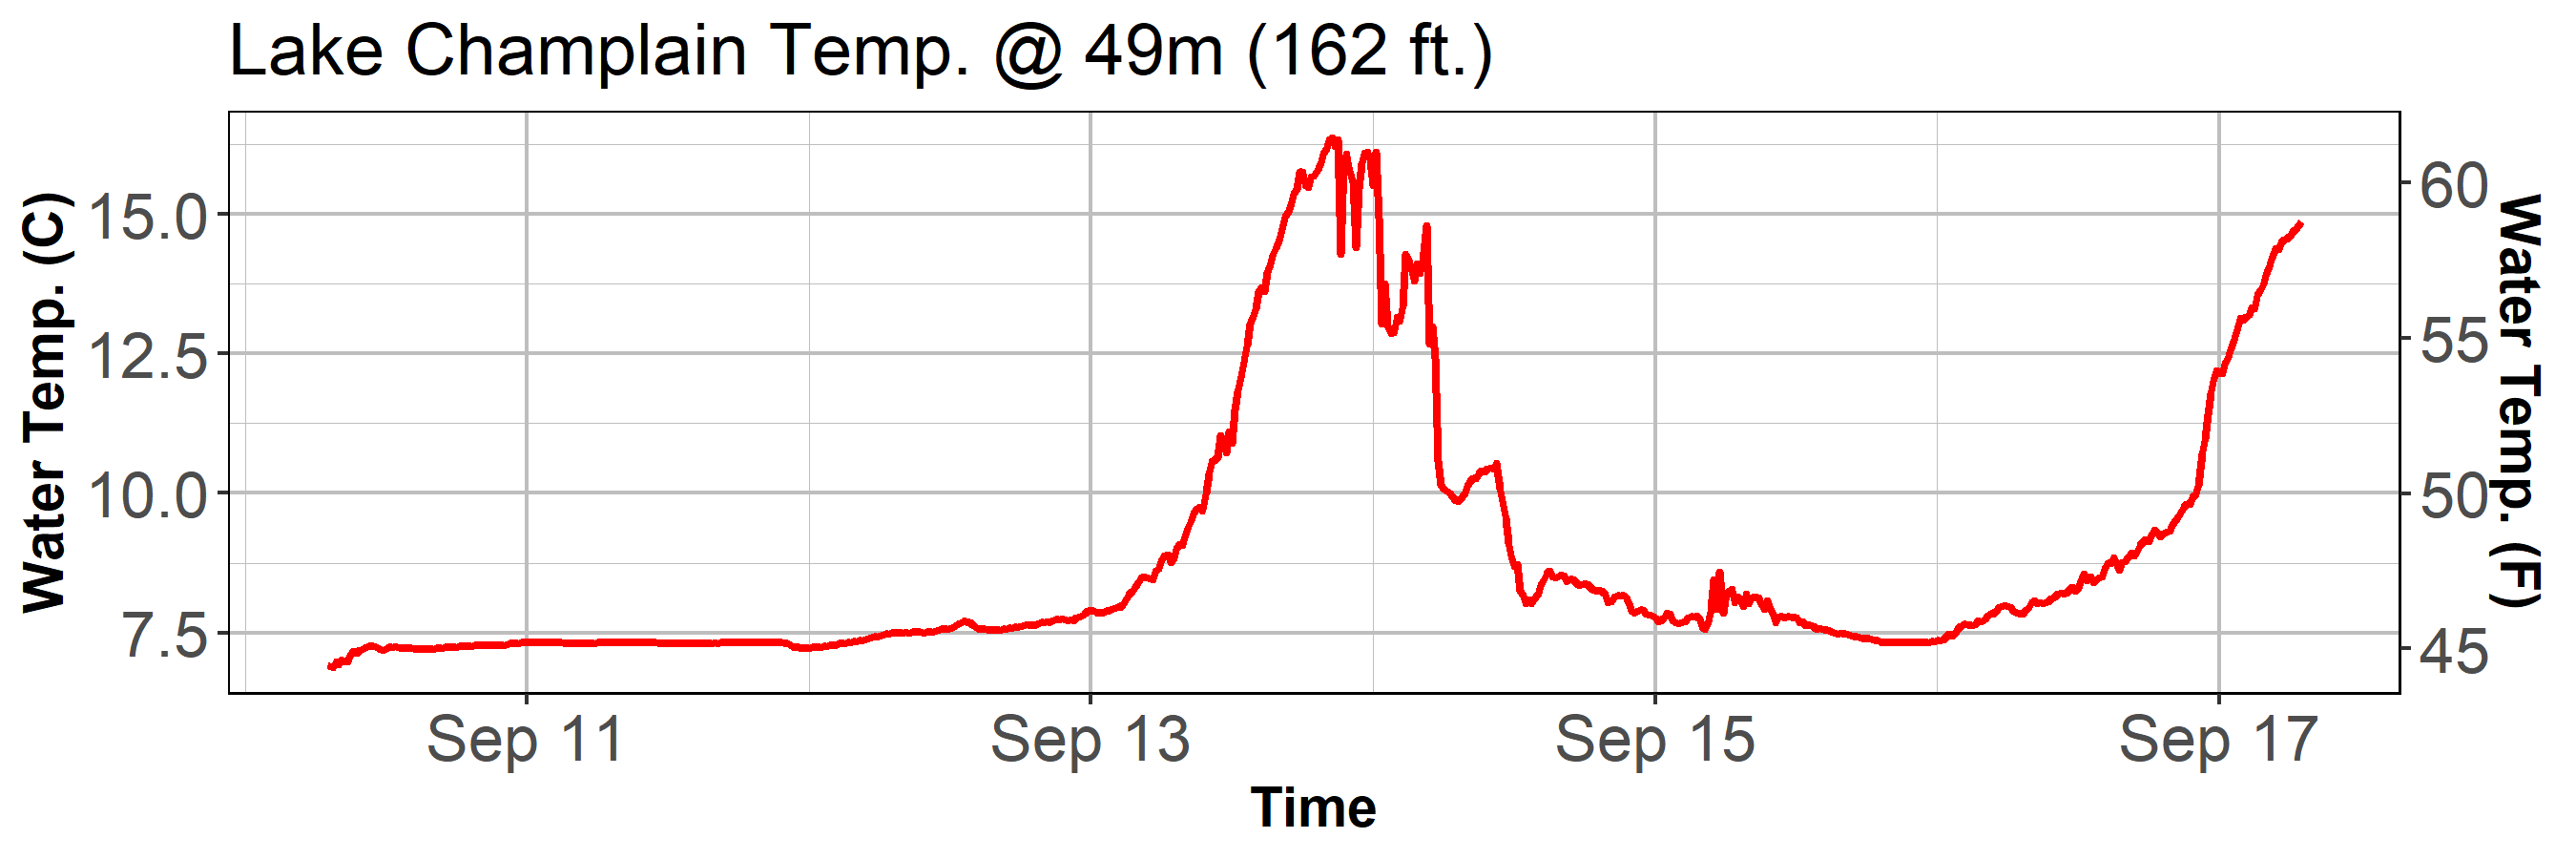 Lake Champlain Temp. @ 49m (162 ft.)
Water Temp. (C)
15.0
12.5
10.0
7.5
60
55
50
45
Water Temp. (F)
Sep 11
Sep 13
Sep 15
Sep 17
Time